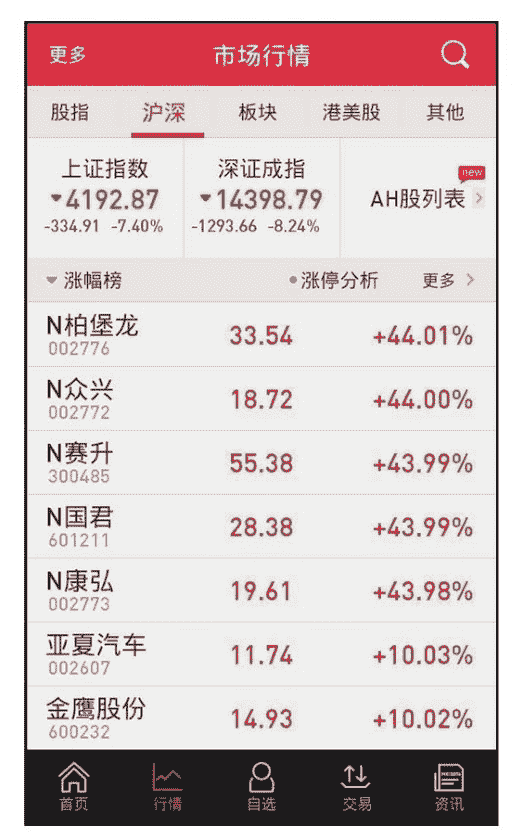 更多 市场行情
股指 沪深 板块 港美股 其他
上证指数 深证成指 new
4192.87 14398.79 AH股列表
-334.91 -7.40% -1293.66 -8.24%
涨幅榜 涨停分析 更多
N柏堡龙 33.54 +44.01%
002776
N众兴 18.72 +44.00%
002772
N赛升 55.38 +43.99%
300485
N国君 28.38 +43.99%
601211
N康弘 19.61 +43.98%
002773
亚夏汽车 11.74 +10.03%
002607
金鹰股份 14.93 +10.02%
600232
首页 行情 自选 交易 资讯